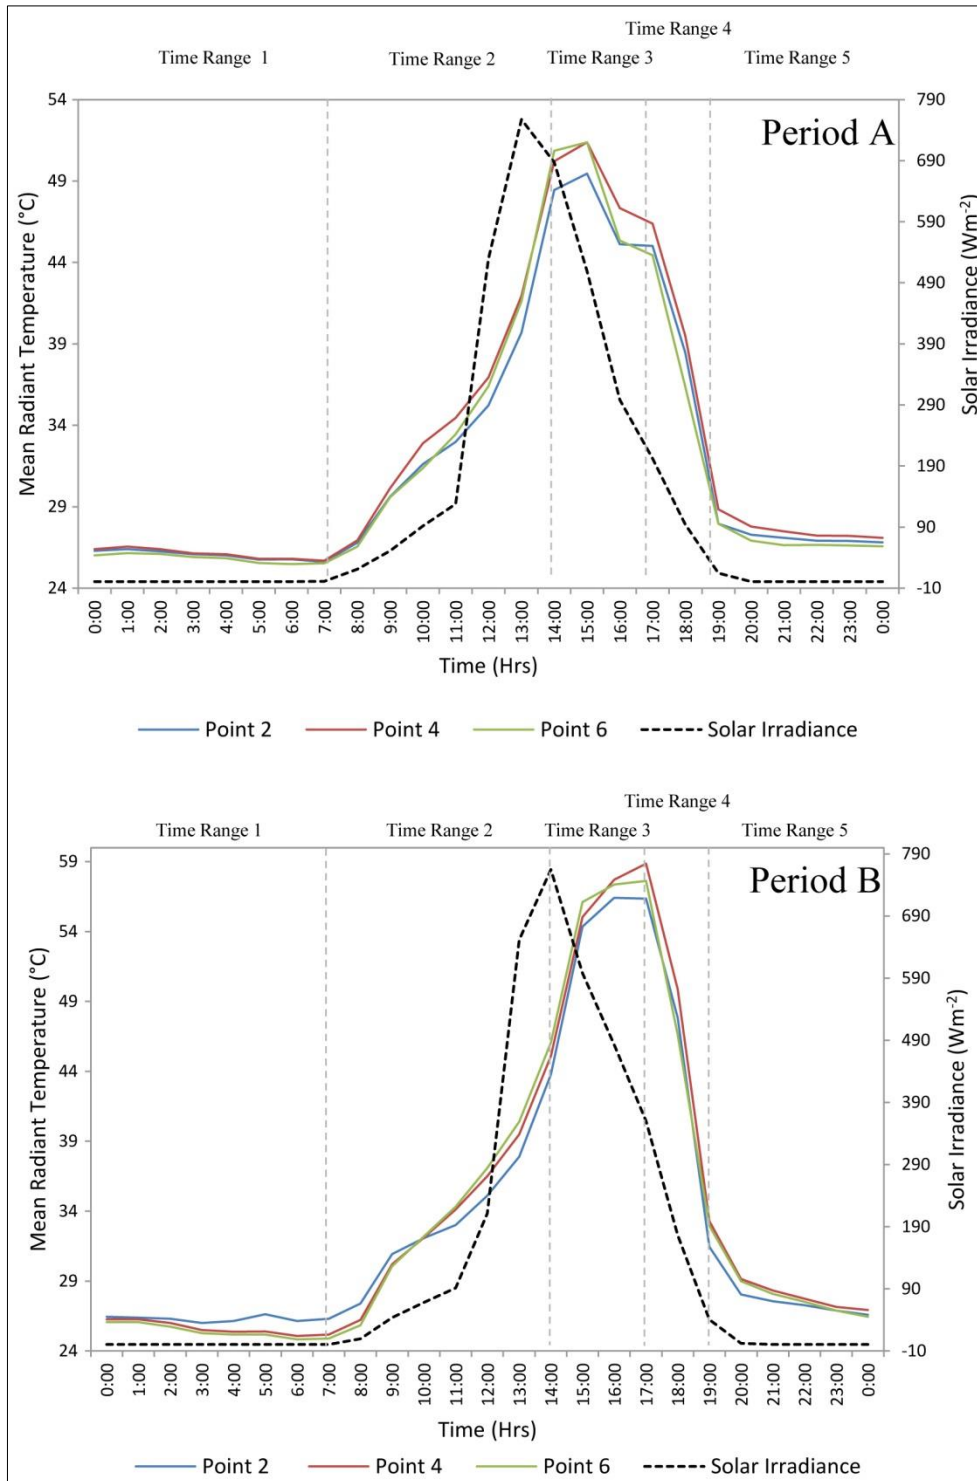 Time Range 4
Time Range 1 Time Range 2 Time Range 3 Time Range 5
Period A
Mean Radiant Temperature (°C)
54
49
44
39
34
29
24
790
690
590
490
390
290
190
90
-10
Solar Irradiance (Wm-2)
0:00 1:00 2:00 3:00 4:00 5:00 6:00 7:00 8:00 9:00 10:00 11:00 12:00 13:00 14:00 15:00 16:00 17:00 18:00 19:00 20:00 21:00 22:00 23:00 0:00
Time (Hrs)
Point 2 Point 4 Point 6 Solar Irradiance
Time Range 4
Time Range 1 Time Range 2 Time Range 3 Time Range 5
Period B
Mean Radiant Temperature (°C)
59
54
49
44
39
34
29
24
790
690
590
490
390
290
190
90
-10
Solar Irradiance (Wm-2)
0:00 1:00 2:00 3:00 4:00 5:00 6:00 7:00 8:00 9:00 10:00 11:00 12:00 13:00 14:00 15:00 16:00 17:00 18:00 19:00 20:00 21:00 22:00 23:00 0:00
Time (Hrs)
Point 2 Point 4 Point 6 Solar Irradiance